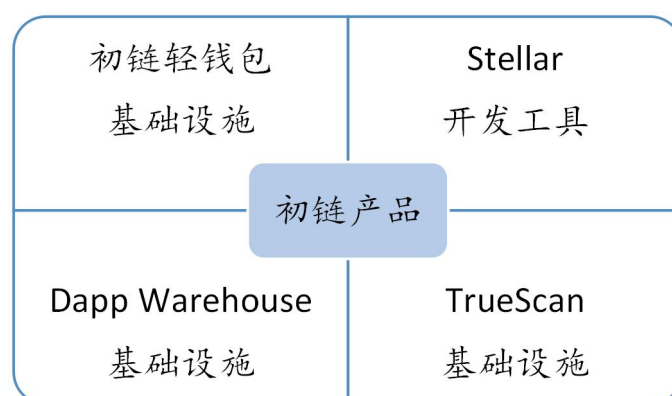 初链轻钱包
基础设施
Stellar
开发工具
初链产品
Dapp Warehouse
基础设施
TrueScan
基础设施